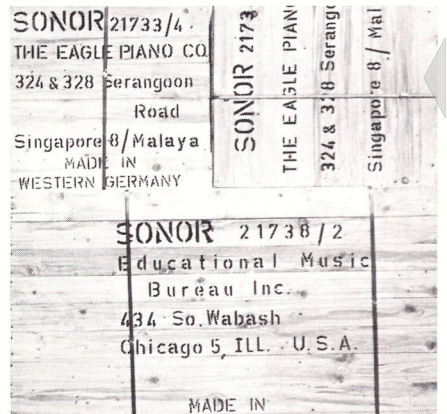 SONOR 21733/4
THE EAGLE PIANO CO.
324 & 328 Serangoon
Road
Singapore 8/Malaya
MADE IN
WESTERN GERMANY
SONOR 2173
THE EAGLE PIAN
324 & 328 Serango
Singapore 8 / Mal
SONOR 21738/2
Educational Music
Bureau Inc.
434 So. Wabash
Chicago 5, ILL. U.S.A.
MADE IN